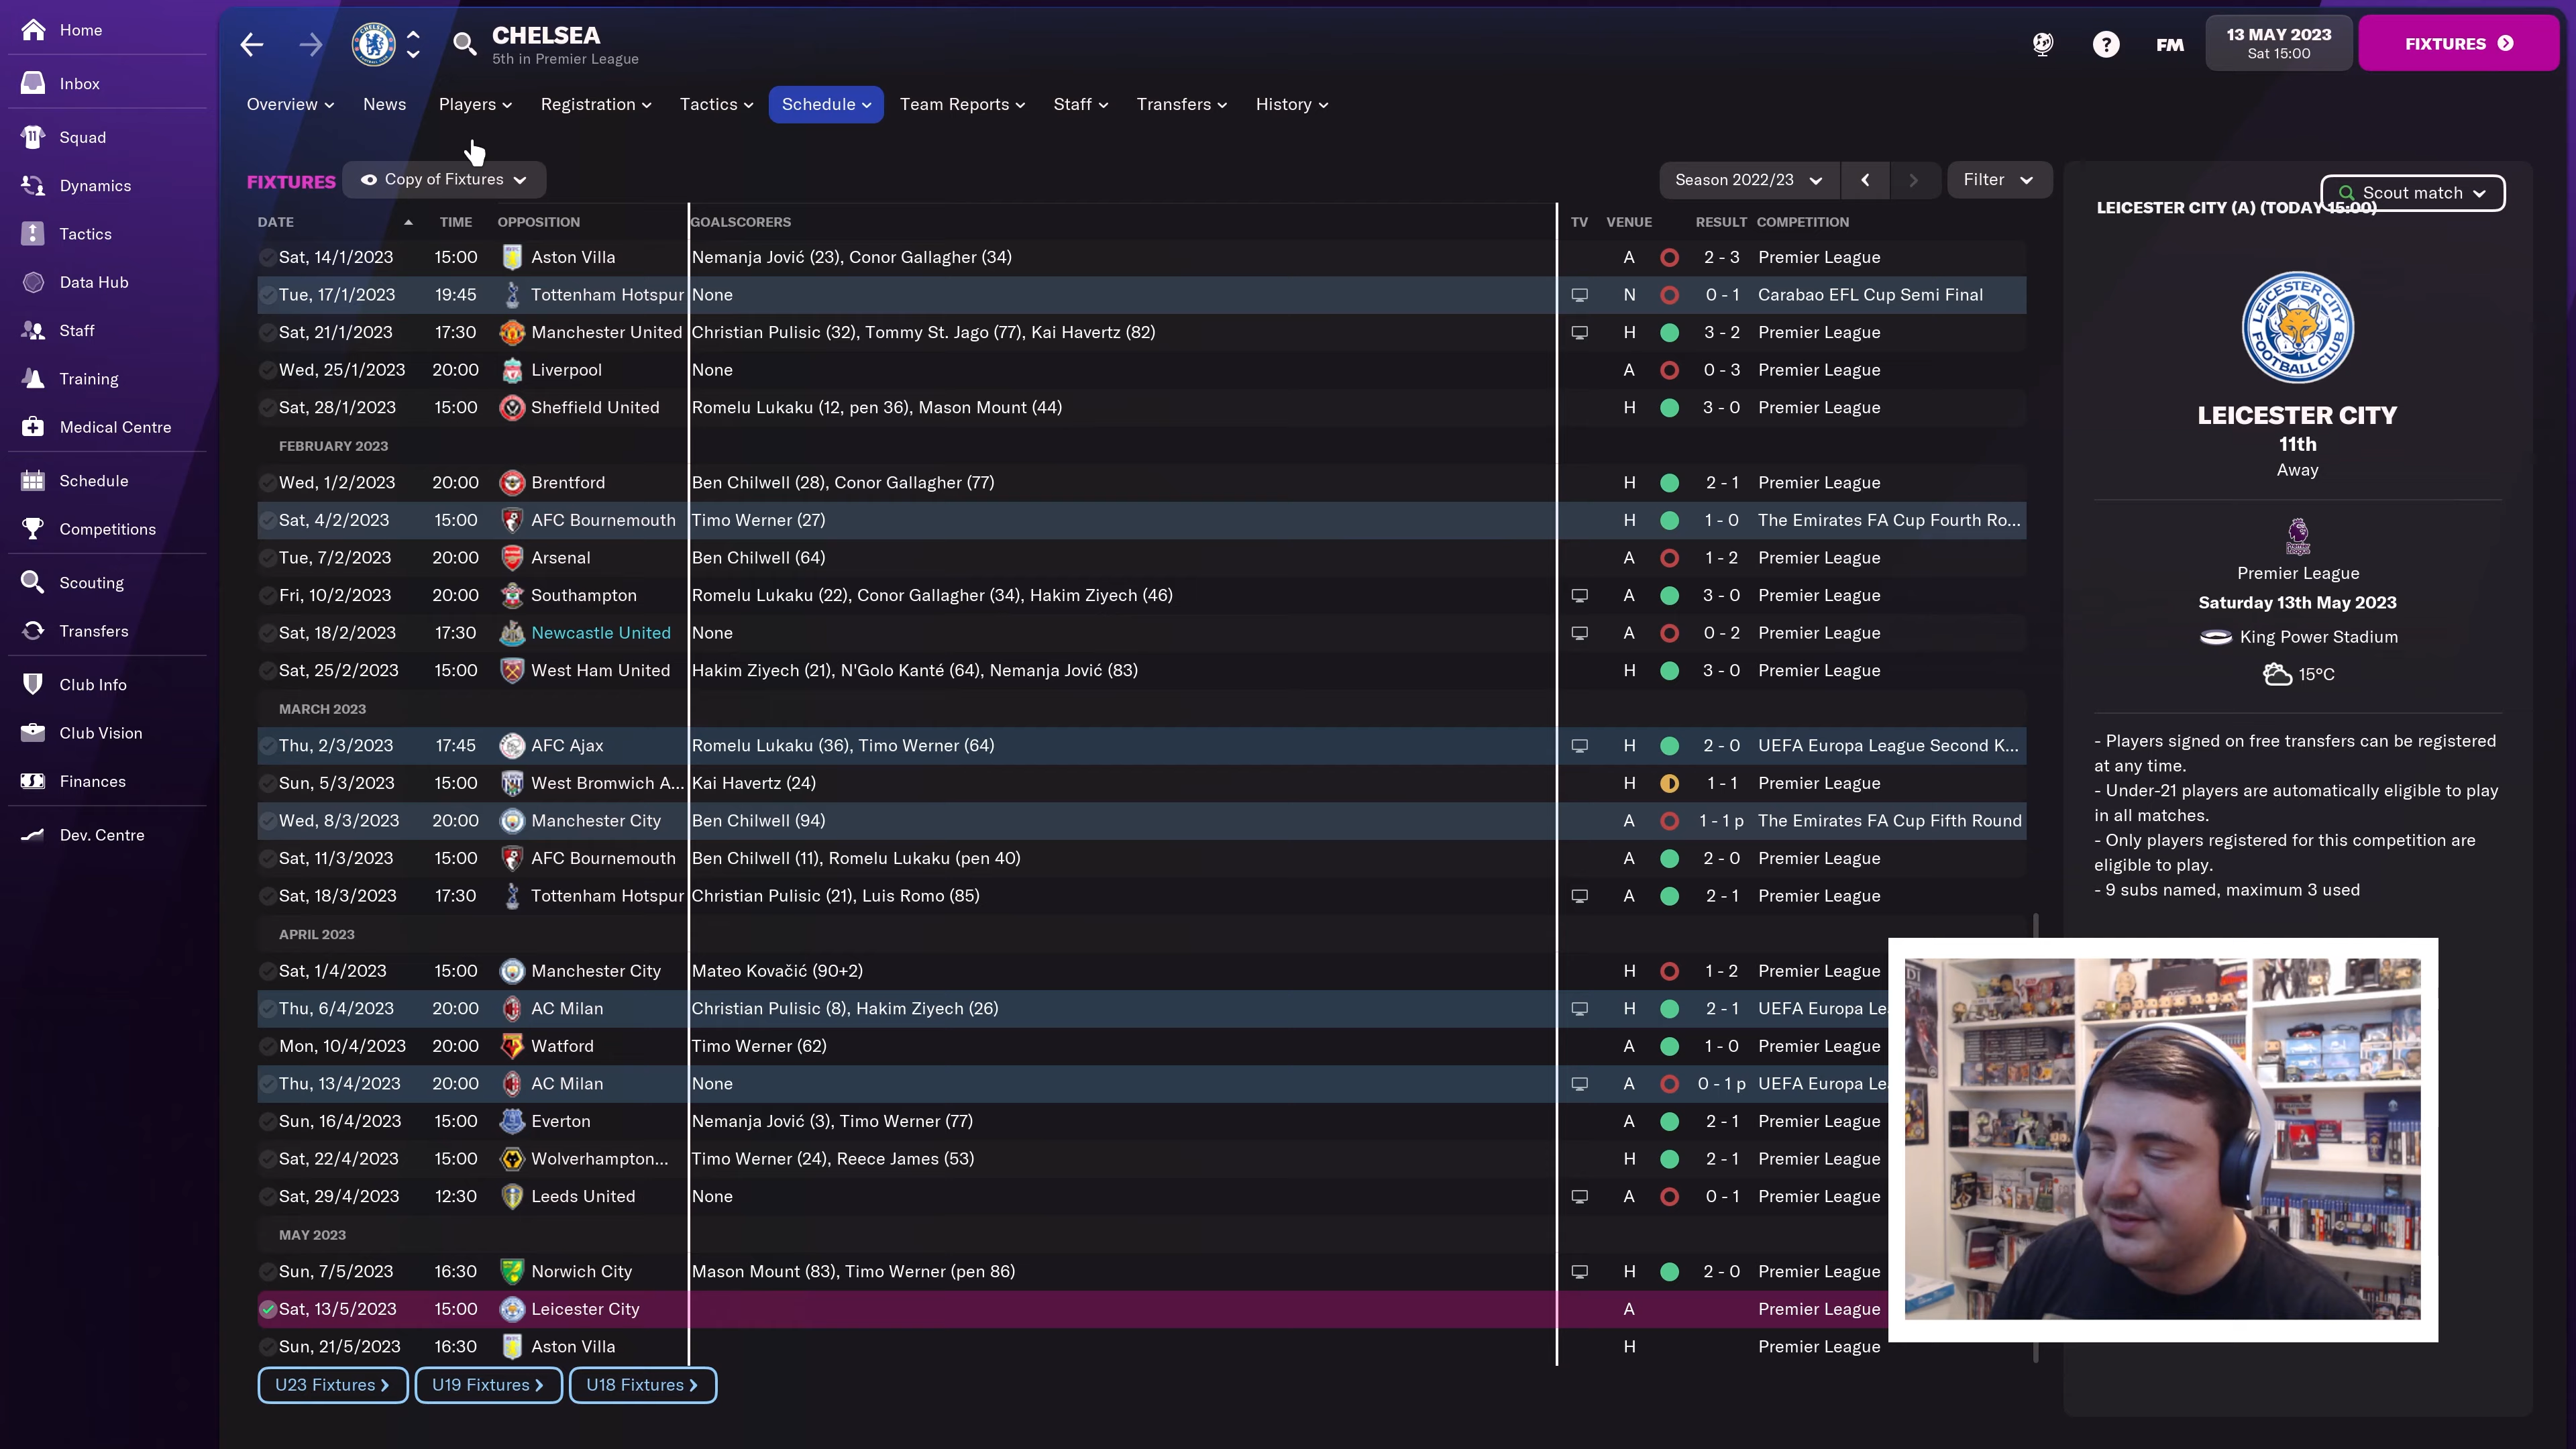 Home
Inbox
Squad
Dynamics
Tactics
Data Hub
Staff
Training
Medical Centre
Schedule
Competitions
Scouting
Transfers
Club Info
Club Vision
Finances
Dev. Centre
CHELSEA
5th in Premier League
FM
13 MAY 2023
Sat 15:00
FIXTURES
Overview News Players Registration Tactics Schedule Team Reports Staff Transfers History
FIXTURES Copy of Fixtures Season 2022/23 Filter
DATE TIME OPPOSITION GOALSCORERS TV VENUE RESULT COMPETITION
Sat, 14/1/2023 15:00 Aston Villa Nemanja Jović (23), Conor Gallagher (34) A 2 - 3 Premier League
Tue, 17/1/2023 19:45 Tottenham Hotspur None N 0 - 1 Carabao EFL Cup Semi Final
Sat, 21/1/2023 17:30 Manchester United Christian Pulisic (32), Tommy St. Jago (77), Kai Havertz (82) H 3 - 2 Premier League
Wed, 25/1/2023 20:00 Liverpool None A 0 - 3 Premier League
Sat, 28/1/2023 15:00 Sheffield United Romelu Lukaku (12, pen 36), Mason Mount (44) H 3 - 0 Premier League
FEBRUARY 2023
Wed, 1/2/2023 20:00 Brentford Ben Chilwell (28), Conor Gallagher (77) H 2 - 1 Premier League
Sat, 4/2/2023 15:00 AFC Bournemouth Timo Werner (27) H 1 - 0 The Emirates FA Cup Fourth Ro...
Tue, 7/2/2023 20:00 Arsenal Ben Chilwell (64) A 1 - 2 Premier League
Fri, 10/2/2023 20:00 Southampton Romelu Lukaku (22), Conor Gallagher (34), Hakim Ziyech (46) A 3 - 0 Premier League
Sat, 18/2/2023 17:30 Newcastle United None A 0 - 2 Premier League
Sat, 25/2/2023 15:00 West Ham United Hakim Ziyech (21), N'Golo Kanté (64), Nemanja Jović (83) H 3 - 0 Premier League
MARCH 2023
Thu, 2/3/2023 17:45 AFC Ajax Romelu Lukaku (36), Timo Werner (64) H 2 - 0 UEFA Europa League Second K...
Sun, 5/3/2023 15:00 West Bromwich A... Kai Havertz (24) H 1 - 1 Premier League
Wed, 8/3/2023 20:00 Manchester City Ben Chilwell (94) A 1 - 1 p The Emirates FA Cup Fifth Round
Sat, 11/3/2023 15:00 AFC Bournemouth Ben Chilwell (11), Romelu Lukaku (pen 40) A 2 - 0 Premier League
Sat, 18/3/2023 17:30 Tottenham Hotspur Christian Pulisic (21), Luis Romo (85) A 2 - 1 Premier League
APRIL 2023
Sat, 1/4/2023 15:00 Manchester City Mateo Kovačić (90+2) H 1 - 2 Premier League
Thu, 6/4/2023 20:00 AC Milan Christian Pulisic (8), Hakim Ziyech (26) H 2 - 1 UEFA Europa Le
Mon, 10/4/2023 20:00 Watford Timo Werner (62) A 1 - 0 Premier League
Thu, 13/4/2023 20:00 AC Milan None A 0 - 1 p UEFA Europa Le
Sun, 16/4/2023 15:00 Everton Nemanja Jović (3), Timo Werner (77) A 2 - 1 Premier League
Sat, 22/4/2023 15:00 Wolverhampton... Timo Werner (24), Reece James (53) H 2 - 1 Premier League
Sat, 29/4/2023 12:30 Leeds United None A 0 - 1 Premier League
MAY 2023
Sun, 7/5/2023 16:30 Norwich City Mason Mount (83), Timo Werner (pen 86) H 2 - 0 Premier League
Sat, 13/5/2023 15:00 Leicester City A Premier League
Sun, 21/5/2023 16:30 Aston Villa H Premier League
U23 Fixtures U19 Fixtures U18 Fixtures
Scout match
LEICESTER CITY (A) (TODAY 15:00)
LEICESTER CITY
FOOTBALL CLUB
LEICESTER CITY
11th
Away
Premier League
Saturday 13th May 2023
King Power Stadium
15°C
- Players signed on free transfers can be registered
at any time.
- Under-21 players are automatically eligible to play
in all matches.
- Only players registered for this competition are
eligible to play.
- 9 subs named, maximum 3 used